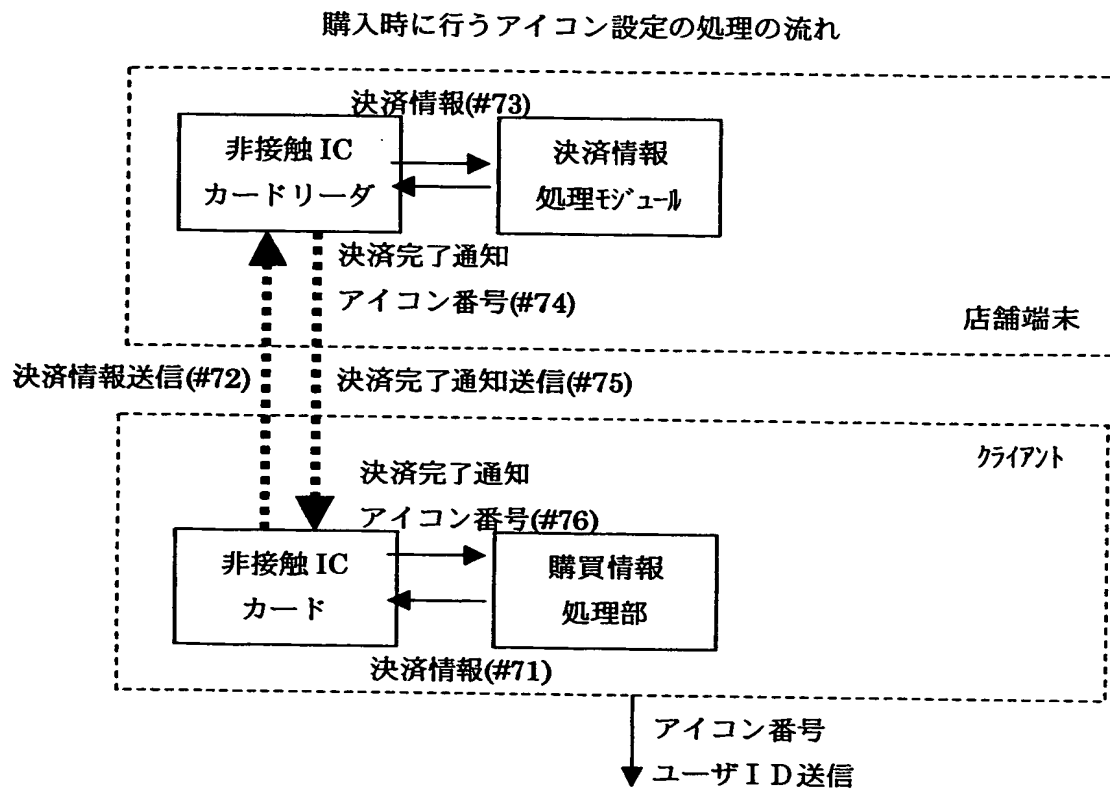 購入時に行うアイコン設定の処理の流れ
決済情報(#73)
非接触 IC
カードリーダ
決済情報
処理ﾓｼﾞｭｰﾙ
決済完了通知
アイコン番号(#74)
店舗端末
決済情報送信(#72)
決済完了通知送信(#75)
クライアント
決済完了通知
アイコン番号(#76)
非接触 IC
カード
購買情報
処理部
決済情報(#71)
アイコン番号
ユーザＩＤ送信